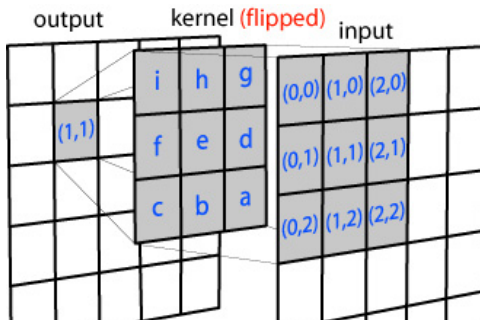 output
kernel (flipped)
input
(1,1)
i h g
f e d
c b a
(0,0) (1,0) (2,0)
(0,1) (1,1) (2,1)
(0,2) (1,2) (2,2)